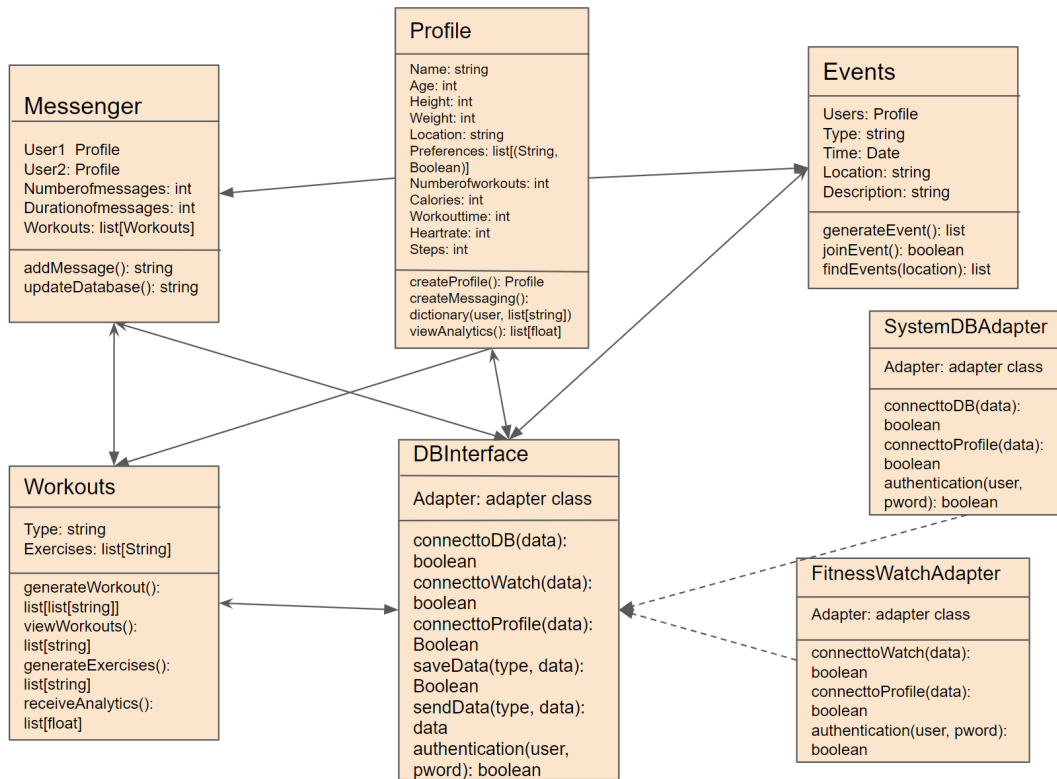 Messenger
User1  Profile
User2: Profile
Numberofmessages: int
Durationofmessages: int
Workouts: list[Workouts]
addMessage(): string
updateDatabase(): string
Profile
Name: string
Age: int
Height: int
Weight: int
Location: string
Preferences: list[(String,
Boolean)]
Numberofworkouts: int
Calories: int
Workouttime: int
Heartrate: int
Steps: int
createProfile(): Profile
createMessaging():
dictionary(user, list[string])
viewAnalytics(): list[float]
Events
Users: Profile
Type: string
Time: Date
Location: string
Description: string
generateEvent(): list
joinEvent(): boolean
findEvents(location): list
SystemDBAdapter
Adapter: adapter class
connecttoDB(data):
boolean
connecttoProfile(data):
boolean
authentication(user,
pword): boolean
Workouts
Type: string
Exercises: list[String]
generateWorkout():
list[list[string]]
viewWorkouts():
list[string]
generateExercises():
list[string]
receiveAnalytics():
list[float]
DBInterface
Adapter: adapter class
connecttoDB(data):
boolean
connecttoWatch(data):
boolean
connecttoProfile(data):
Boolean
saveData(type, data):
Boolean
sendData(type, data):
data
authentication(user,
pword): boolean
FitnessWatchAdapter
Adapter: adapter class
connecttoWatch(data):
boolean
connecttoProfile(data):
boolean
authentication(user, pword):
boolean